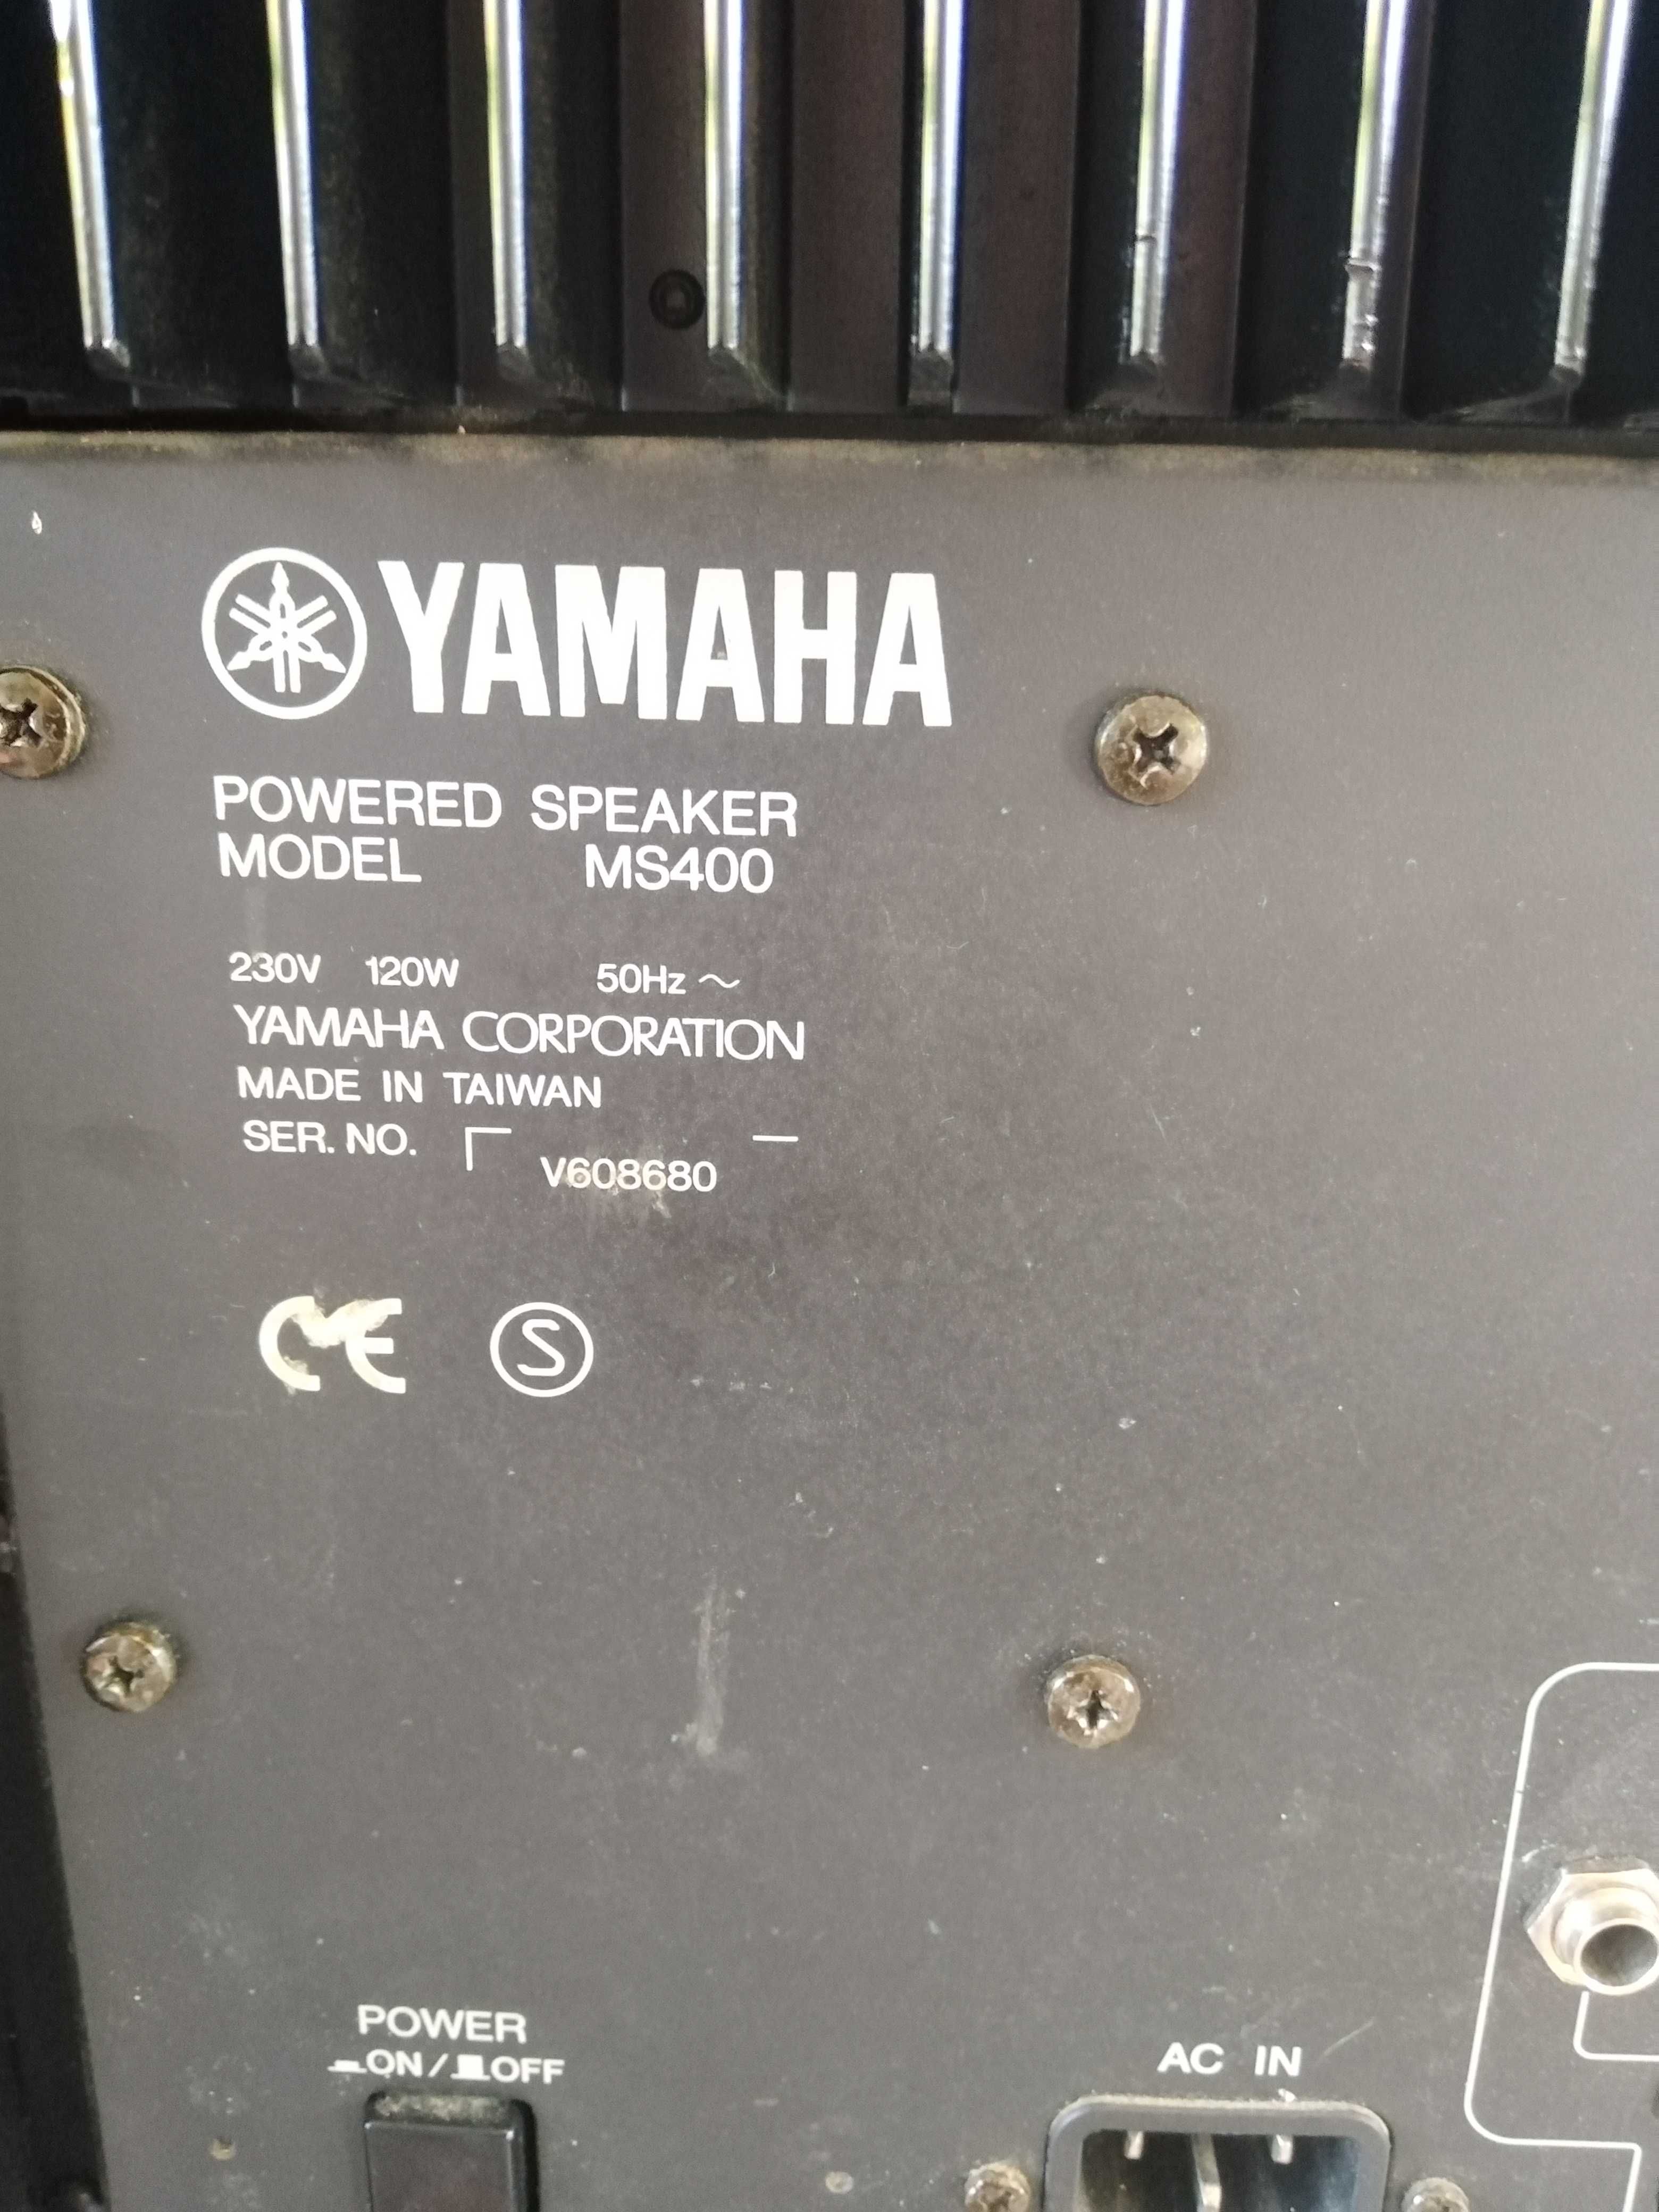 YAMAHA
POWERED SPEAKER
MODEL MS400
230V 120W 50Hz ~
YAMAHA CORPORATION
MADE IN TAIWAN
SER. NO.
V608680
CE S
POWER
ON / OFF
AC IN